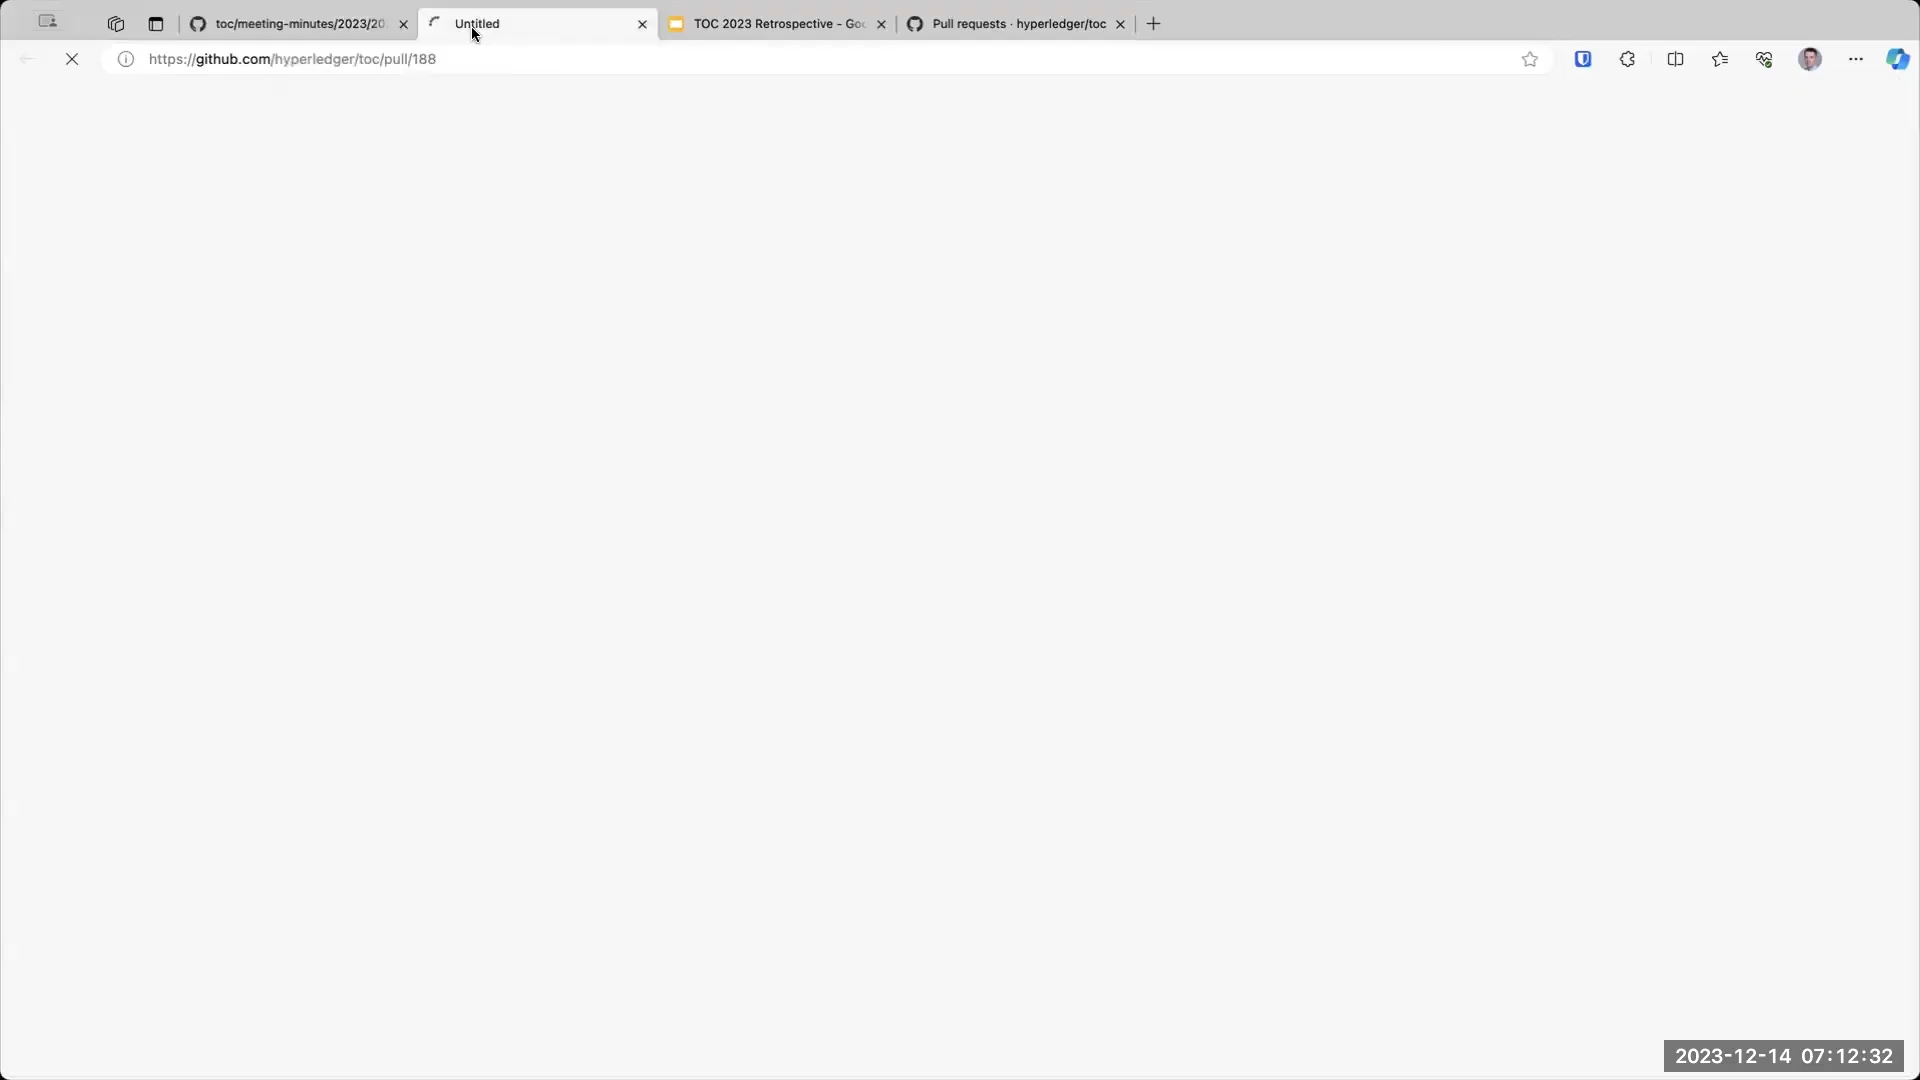 toc/meeting-minutes/2023/20
Untitled
TOC 2023 Retrospective - Goo
Pull requests · hyperledger/toc
https://github.com/hyperledger/toc/pull/188
2023-12-14 07:12:32